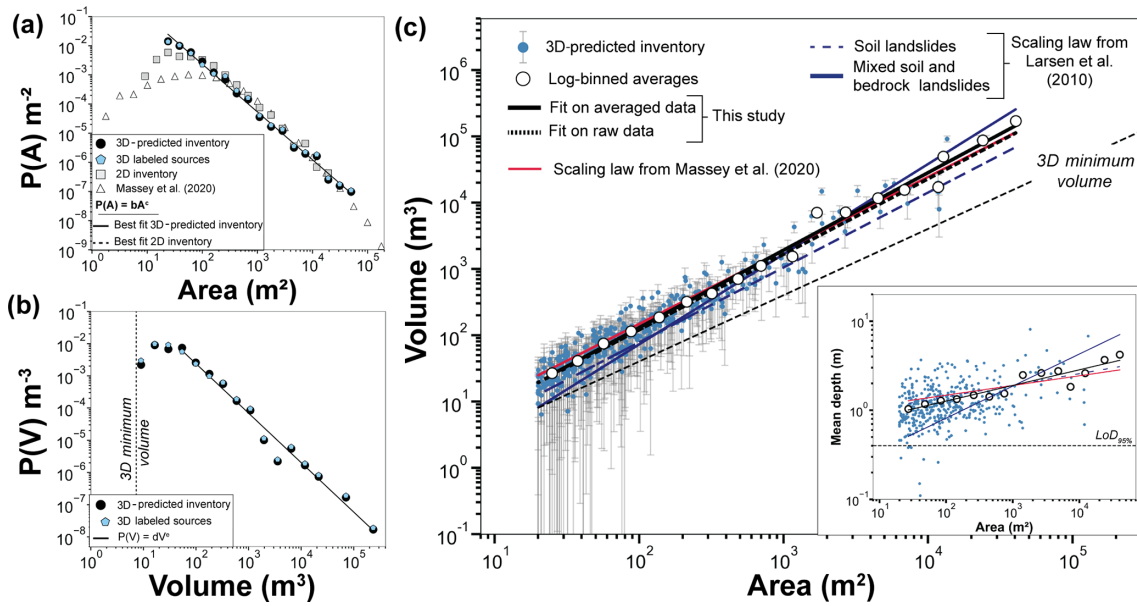 (a)
P(A) m⁻²
10⁰
10⁻¹
10⁻²
10⁻³
10⁻⁴
10⁻⁵
10⁻⁶
10⁻⁷
10⁻⁸
10⁻⁹
3D-predicted inventory
3D labeled sources
2D inventory
Massey et al. (2020)
P(A) = bAᶜ
Best fit 3D-predicted inventory
Best fit 2D inventory
10⁰ 10¹ 10² 10³ 10⁴ 10⁵
Area (m²)
(b)
P(V) m⁻³
10⁰
10⁻¹
10⁻²
10⁻³
10⁻⁴
10⁻⁵
10⁻⁶
10⁻⁷
10⁻⁸
3D minimum
volume
3D-predicted inventory
3D labeled sources
P(V) = dVᵉ
10⁰ 10¹ 10² 10³ 10⁴ 10⁵
Volume (m³)
(c)
Volume (m³)
10⁶
10⁵
10⁴
10³
10²
10¹
10⁻¹
3D-predicted inventory
Log-binned averages
Fit on averaged data
Fit on raw data
This study
Scaling law from Massey et al. (2020)
Soil landslides
Mixed soil and
bedrock landslides
Scaling law from
Larsen et al.
(2010)
3D minimum
volume
10¹ 10² 10³ 10⁴ 10⁵
Area (m²)
Mean depth (m)
10¹
10⁰
10⁻¹
LoD₉₅%
10¹ 10² 10³ 10⁴ 10⁵
Area (m²)